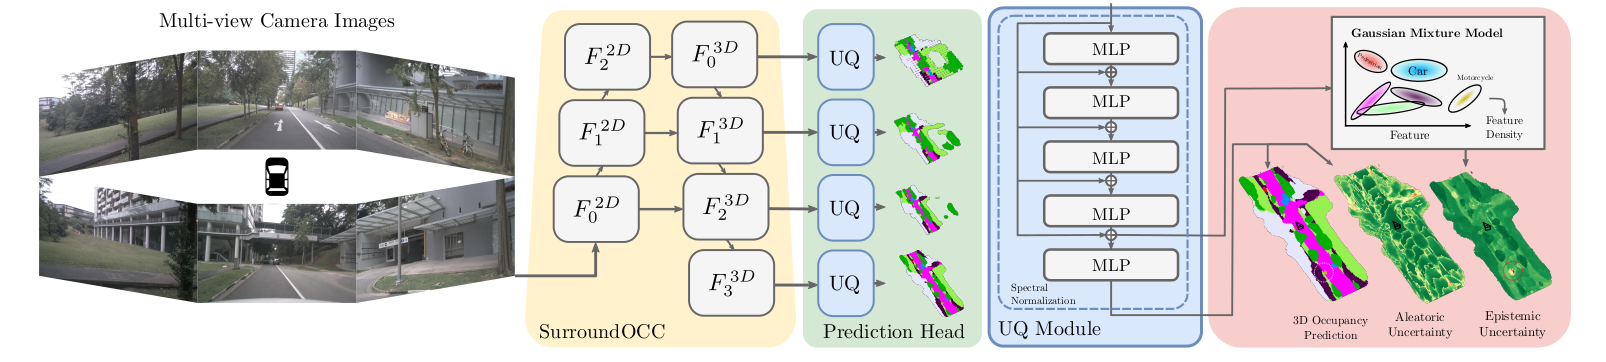 Multi-view Camera Images
F_2^{2D}
F_0^{3D}
F_1^{2D}
F_1^{3D}
F_0^{2D}
F_2^{3D}
F_3^{3D}
SurroundOCC
UQ
UQ
UQ
UQ
Prediction Head
MLP
MLP
MLP
MLP
MLP
Spectral
Normalization
UQ Module
Gaussian Mixture Model
Pedestrian
Car
Motorcycle
Feature
Feature
Density
3D Occupancy
Prediction
Aleatoric
Uncertainty
Epistemic
Uncertainty